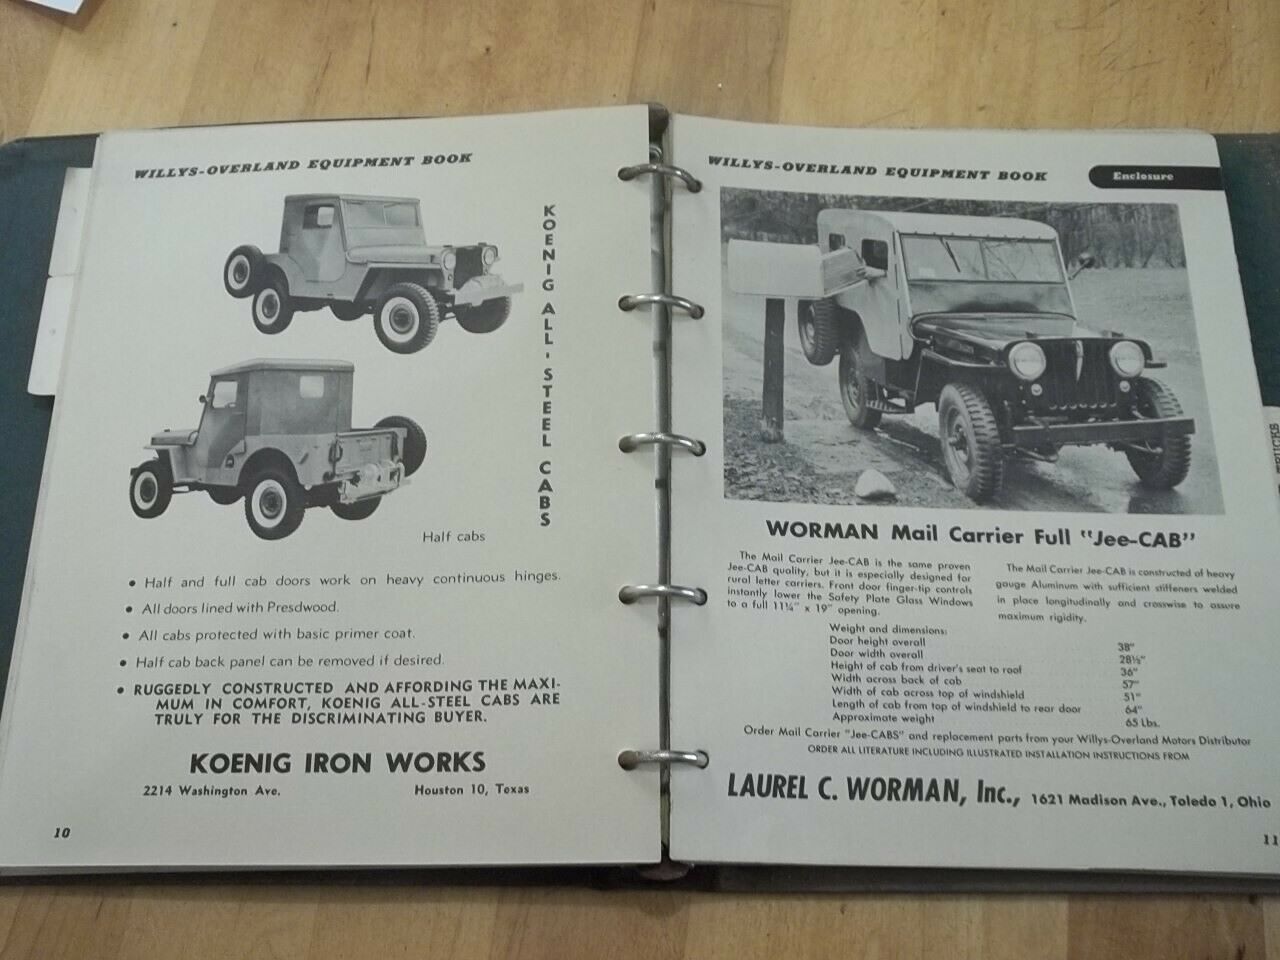 WILLYS-OVERLAND EQUIPMENT BOOK
KOENIG ALL-STEEL CABS
Half cabs
• Half and full cab doors work on heavy continuous hinges.
• All doors lined with Presdwood.
• All cabs protected with basic primer coat.
• Half cab back panel can be removed if desired.
• RUGGEDLY CONSTRUCTED AND AFFORDING THE MAXI-
MUM IN COMFORT, KOENIG ALL-STEEL CABS ARE
TRULY FOR THE DISCRIMINATING BUYER.
KOENIG IRON WORKS
2214 Washington Ave. Houston 10, Texas
10
WILLYS-OVERLAND EQUIPMENT BOOK
Enclosure
WORMAN Mail Carrier Full "Jee-CAB"
The Mail Carrier Jee-CAB is the same proven
Jee-CAB quality, but it is especially designed for
rural letter carriers. Front door finger-tip controls
instantly lower the Safety Plate Glass Windows
to a full 11¼" x 19" opening.
The Mail Carrier Jee-CAB is constructed of heavy
gauge Aluminum with sufficient stiffeners welded
in place longitudinally and crosswise to assure
maximum rigidity.
Weight and dimensions:
Door height overall 38"
Door width overall 28½"
Height of cab from driver's seat to roof 36"
Width across back of cab 57"
Width of cab across top of windshield 51"
Length of cab from top of windshield to rear door 64"
Approximate weight 65 Lbs.
Order Mail Carrier "Jee-CABS" and replacement parts from your Willys-Overland Motors Distributor
ORDER ALL LITERATURE INCLUDING ILLUSTRATED INSTALLATION INSTRUCTIONS FROM
LAUREL C. WORMAN, Inc., 1621 Madison Ave., Toledo 1, Ohio
11